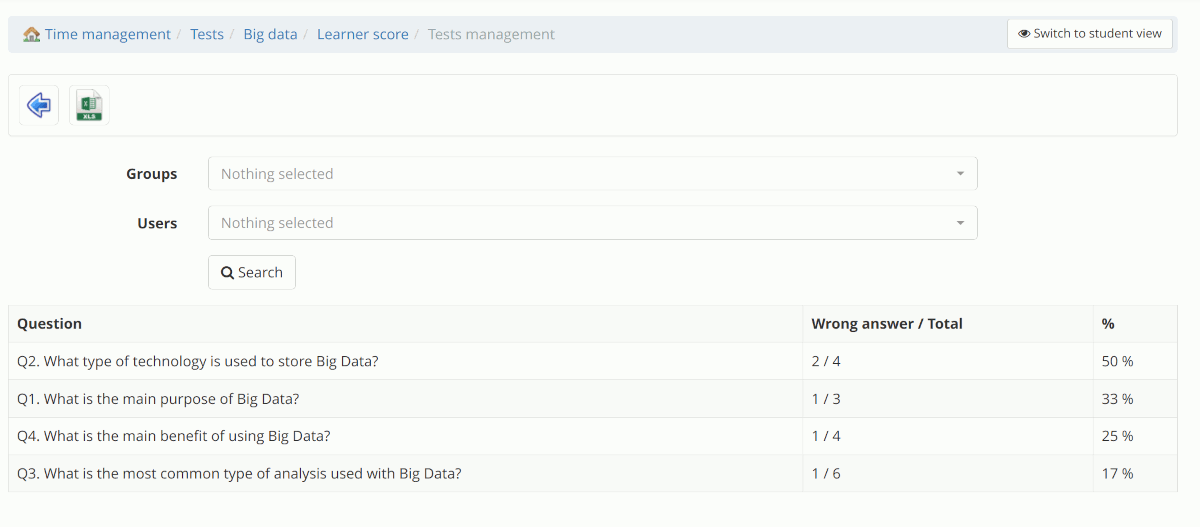 Time management / Tests / Big data / Learner score / Tests management
Switch to student view
XLS
Groups
Nothing selected
Users
Nothing selected
Search
Question Wrong answer / Total %
Q2. What type of technology is used to store Big Data? 2 / 4 50 %
Q1. What is the main purpose of Big Data? 1 / 3 33 %
Q4. What is the main benefit of using Big Data? 1 / 4 25 %
Q3. What is the most common type of analysis used with Big Data? 1 / 6 17 %